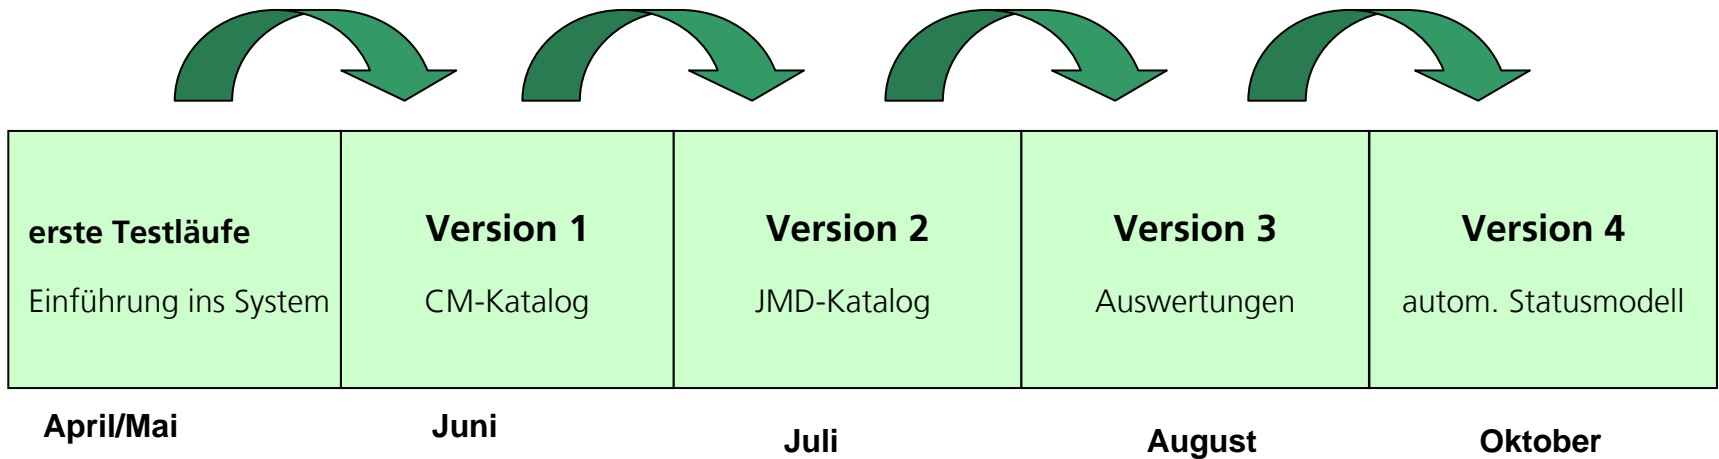 erste Testläufe
Einführung ins System
Version 1
CM-Katalog
Version 2
JMD-Katalog
Version 3
Auswertungen
Version 4
autom. Statusmodell
April/Mai
Juni
Juli
August
Oktober